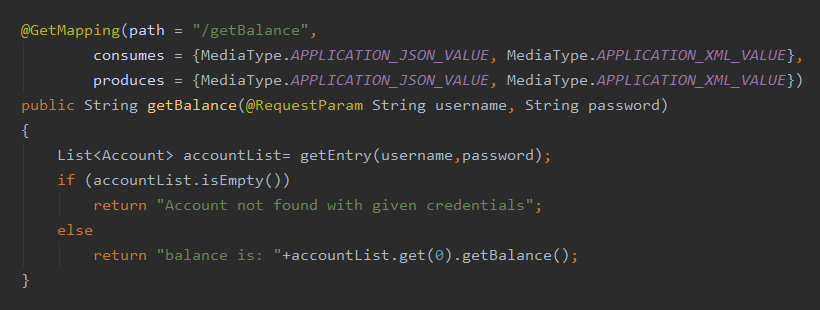 @GetMapping(path = "/getBalance",
consumes = {MediaType.APPLICATION_JSON_VALUE, MediaType.APPLICATION_XML_VALUE},
produces = {MediaType.APPLICATION_JSON_VALUE, MediaType.APPLICATION_XML_VALUE})
public String getBalance(@RequestParam String username, String password)
{
List<Account> accountList= getEntry(username,password);
if (accountList.isEmpty())
return "Account not found with given credentials";
else
return "balance is: "+accountList.get(0).getBalance();
}